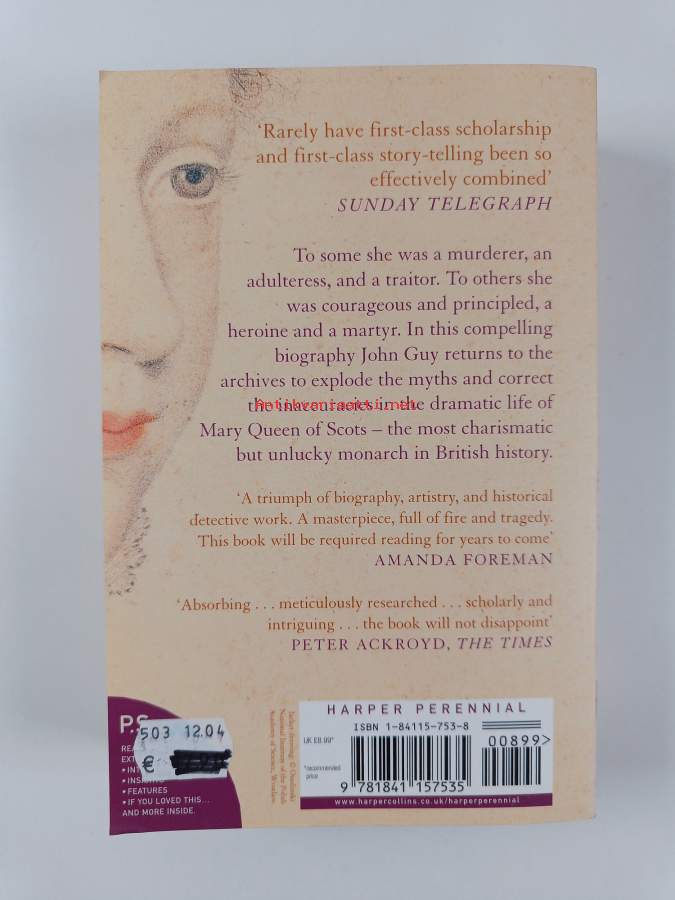 ‘Rarely have first-class scholarship
and first-class story-telling been so
effectively combined’
SUNDAY TELEGRAPH
To some she was a murderer, an
adulteress, and a traitor. To others she
was courageous and principled, a
heroine and a martyr. In this compelling
biography John Guy returns to the
archives to explode the myths and correct
the inaccuracies in the dramatic life of
Mary Queen of Scots – the most charismatic
but unlucky monarch in British history.
‘A triumph of biography, artistry, and historical
detective work. A masterpiece, full of fire and tragedy.
This book will be required reading for years to come’
AMANDA FOREMAN
‘Absorbing . . . meticulously researched . . . scholarly and
intriguing . . . the book will not disappoint’
PETER ACKROYD, THE TIMES
P.S.
503 12.04
€
• FEATURES
• IF YOU LOVED THIS...
AND MORE INSIDE.
HARPER PERENNIAL
ISBN 1-84115-753-8
UK £8.99*
*recommended
price
00899>
9 781841 157535
www.harpercollins.co.uk/harperperennial